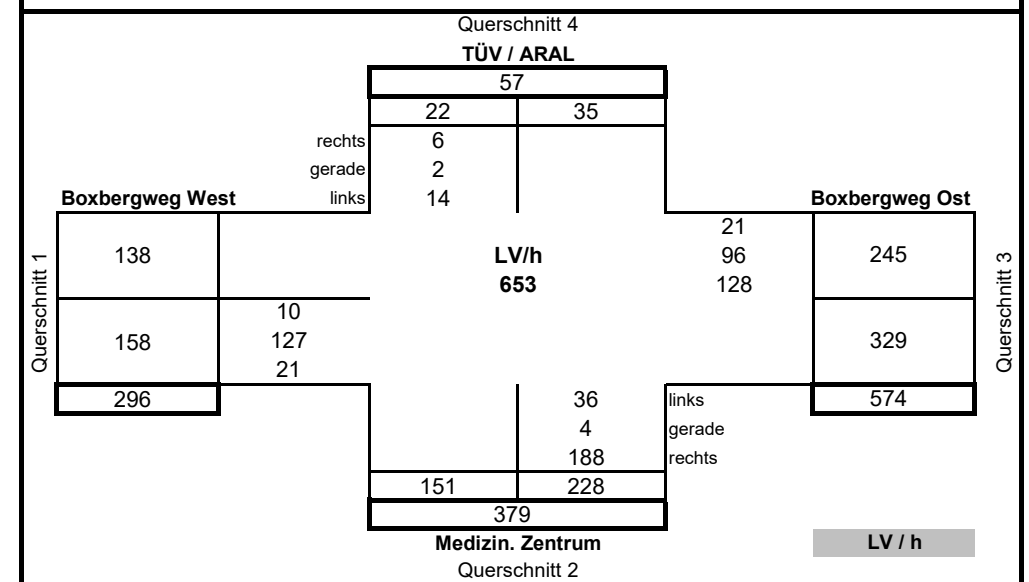 Querschnitt 4
TÜV / ARAL
57
22 35
rechts 6
gerade 2
links 14
Boxbergweg West
Boxbergweg Ost
Querschnitt 1
138
LV/h
653
21
96
128
245
Querschnitt 3
158
10
127
21
329
296
574
36 links
4 gerade
188 rechts
151 228
379
Medizin. Zentrum
Querschnitt 2
LV / h